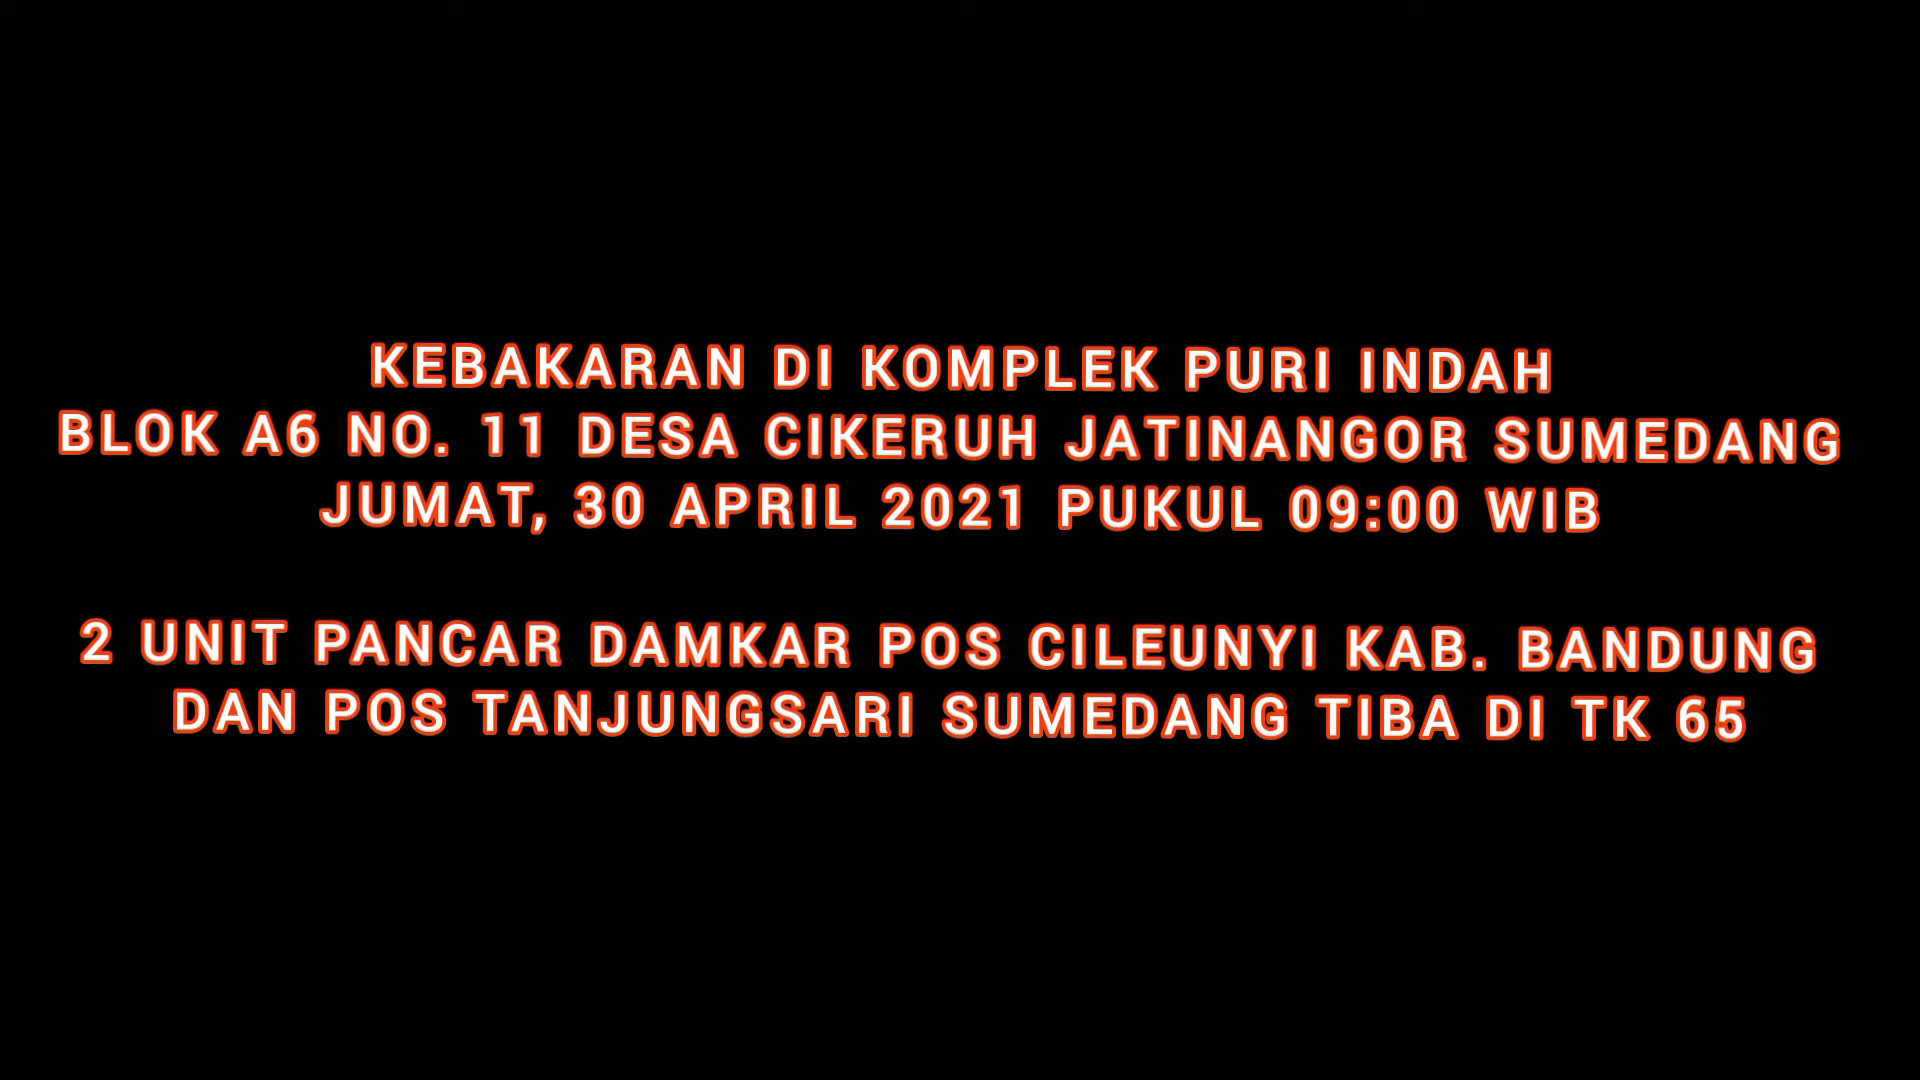 KEBAKARAN DI KOMPLEK PURI INDAH
BLOK A6 NO. 11 DESA CIKERUH JATINANGOR SUMEDANG
JUMAT, 30 APRIL 2021 PUKUL 09:00 WIB
2 UNIT PANCAR DAMKAR POS CILEUNYI KAB. BANDUNG
DAN POS TANJUNGSARI SUMEDANG TIBA DI TK 65